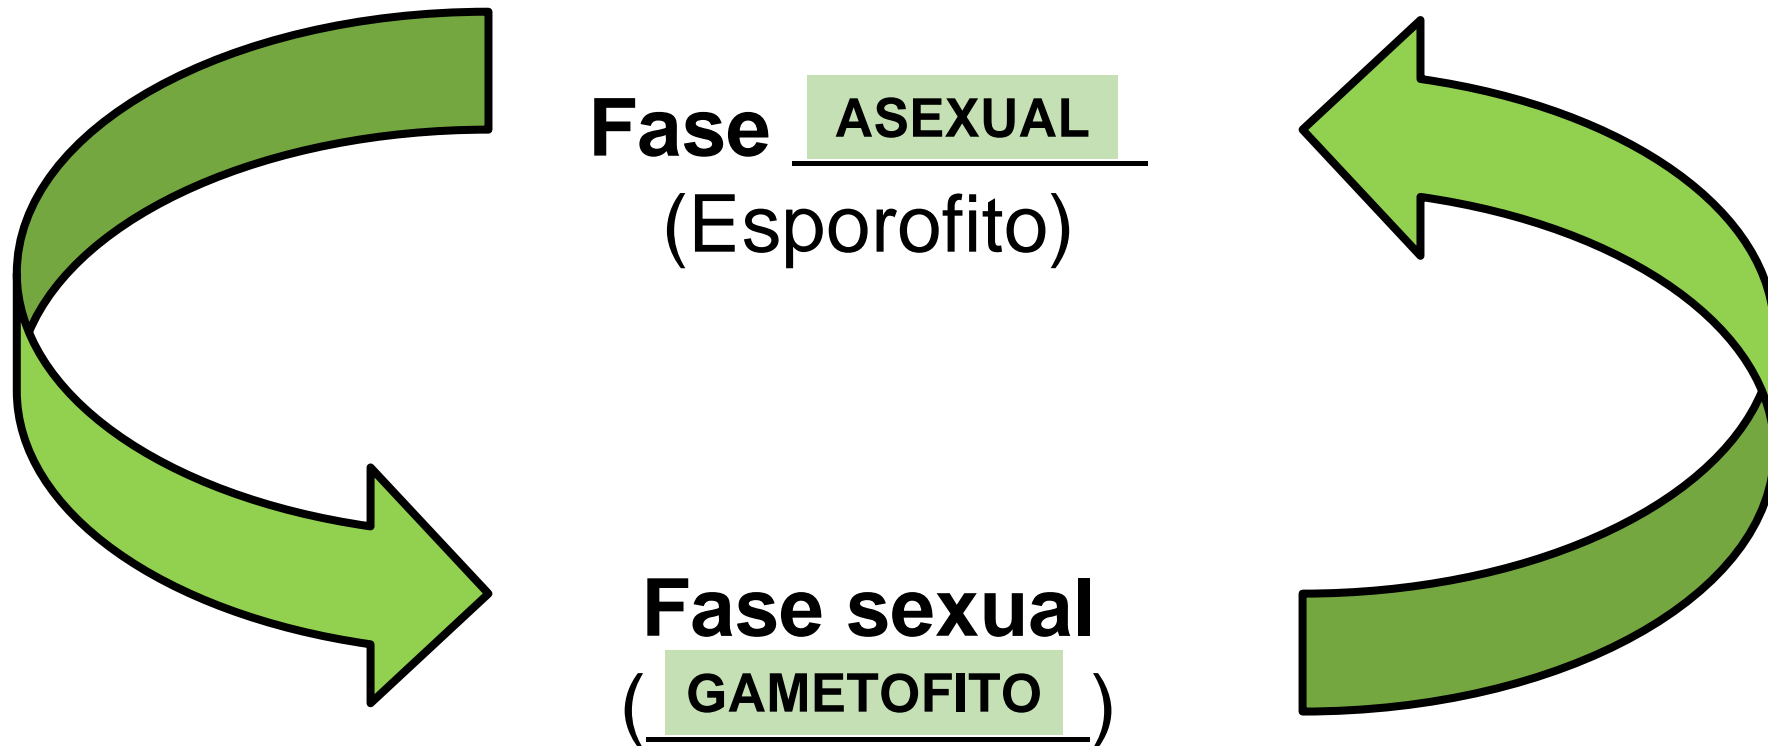 Fase ASEXUAL
(Esporofito)
Fase sexual
(GAMETOFITO)